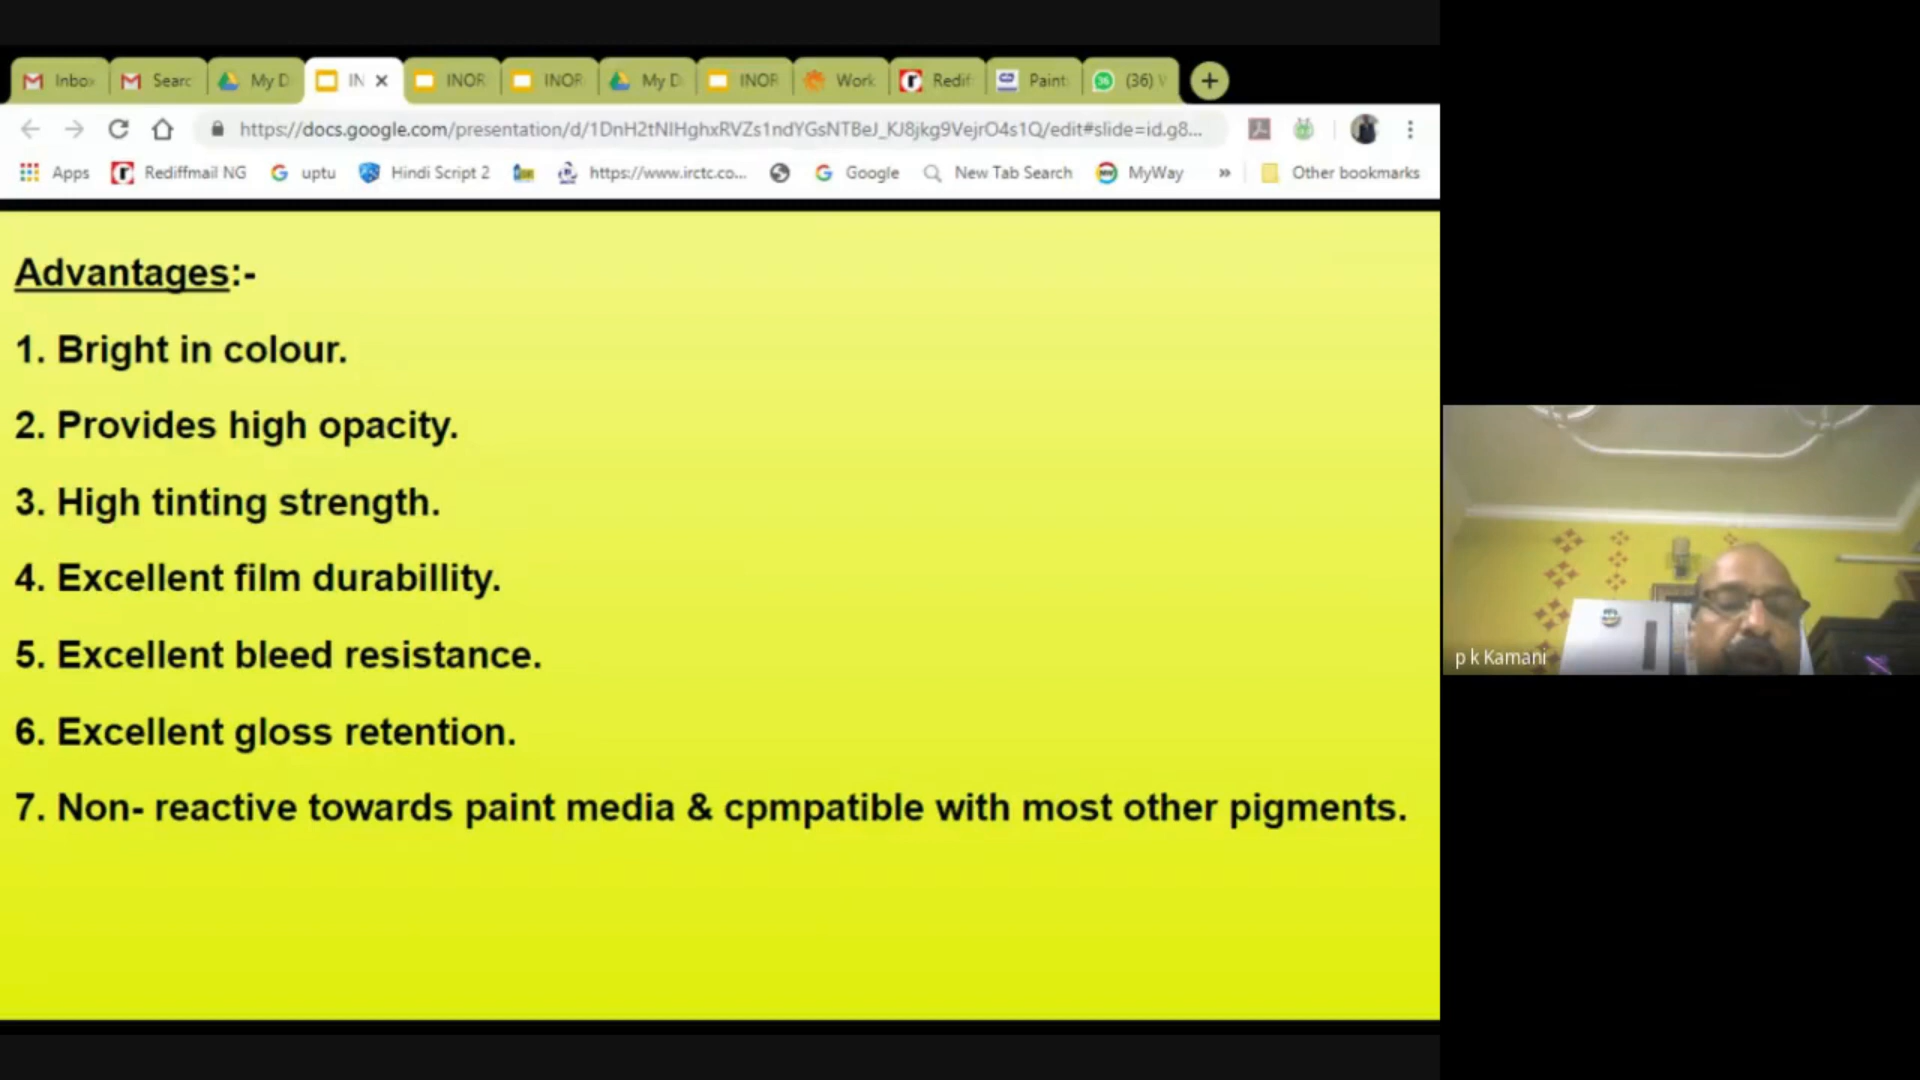 Inbox
Searc
My D
IN
INOR
INOR
My D
INOR
Work
Redif
Paint
(36)
https://docs.google.com/presentation/d/1DnH2tNIHghxRVZs1ndYGsNTBeJ_KJ8jkg9VejrO4s1Q/edit#slide=id.g8...
Apps
Rediffmail NG
uptu
Hindi Script 2
https://www.irctc.co...
Google
New Tab Search
MyWay
»
Other bookmarks
Advantages:-
1. Bright in colour.
2. Provides high opacity.
3. High tinting strength.
4. Excellent film durabillity.
5. Excellent bleed resistance.
6. Excellent gloss retention.
7. Non- reactive towards paint media & cpmpatible with most other pigments.
p k Kamani